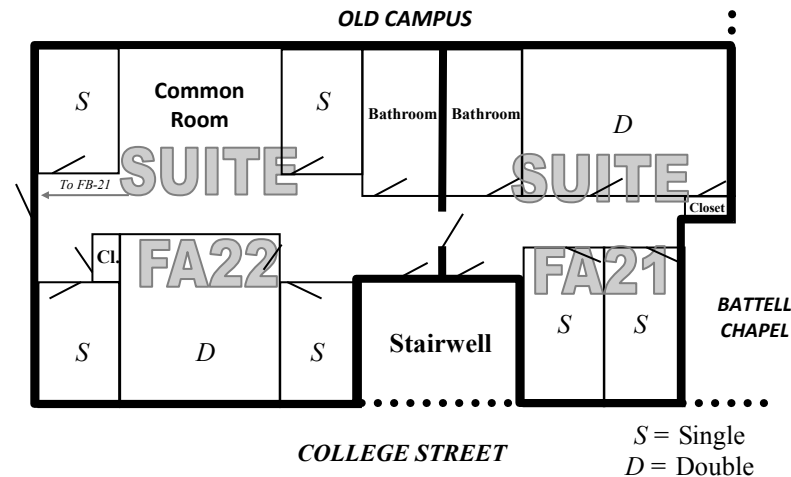 OLD CAMPUS
S
Common
Room
S
Bathroom
Bathroom
D
To FB-21
SUITE
SUITE
Closet
Cl.
FA22
FA21
S
D
S
Stairwell
S
S
BATTELL
CHAPEL
COLLEGE STREET
S = Single
D = Double